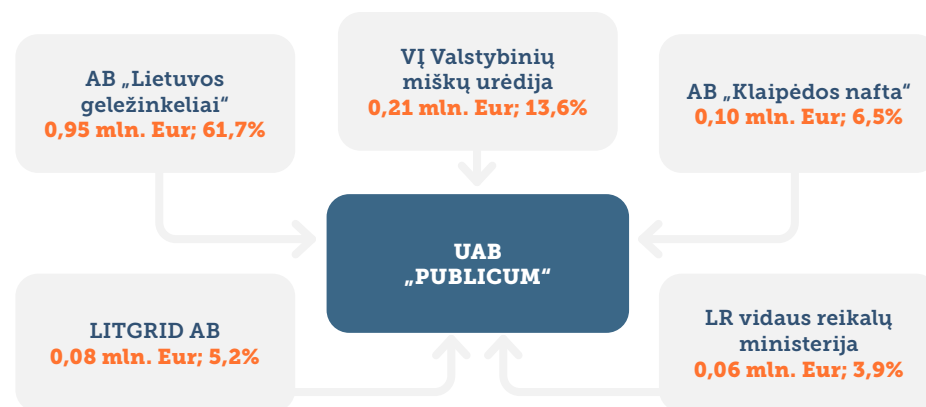 AB „Lietuvos
geležinkeliai“
0,95 mln. Eur; 61,7%
VĮ Valstybinių
miškų urėdija
0,21 mln. Eur; 13,6%
AB „Klaipėdos nafta“
0,10 mln. Eur; 6,5%
UAB
„PUBLICUM“
LITGRID AB
0,08 mln. Eur; 5,2%
LR vidaus reikalų
ministerija
0,06 mln. Eur; 3,9%